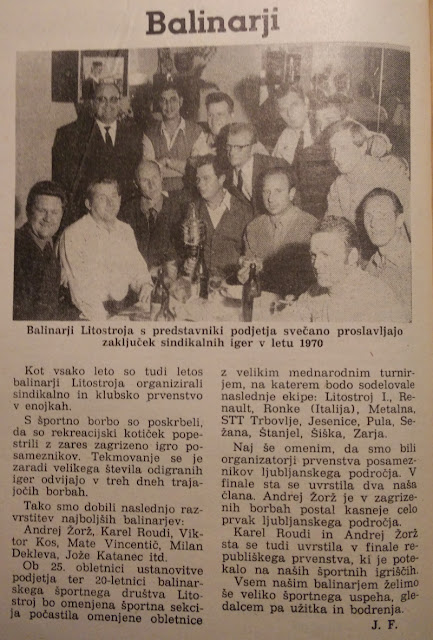 Balinarji
Balinarji Litostroja s predstavniki podjetja svečano proslavljajo
zaključek sindikalnih iger v letu 1970
Kot vsako leto so tudi letos
balinarji Litostroja organizirali
sindikalno in klubsko prvenstvo
v enojkah.
S športno borbo so poskrbeli,
da so rekreacijski kotiček pope-
strili z zares zagrizeno igro po-
sameznikov. Tekmovanje se je
zaradi velikega števila odigranih
iger odvijalo v treh dneh traja-
jočih borbah.
Tako smo dobili naslednjo raz-
vrstitev najboljših balinarjev:
Andrej Žorž, Karel Roudi, Vik-
tor Kos, Mate Vincentič, Milan
Dekleva, Jože Katanec itd.
Ob 25. obletnici ustanovitve
podjetja ter 20-letnici balinar-
skega športnega društva Lito-
stroj bo omenjena športna sekci-
ja počastila omenjene obletnice
z velikim mednarodnim turnir-
jem, na katerem bodo sodelovale
naslednje ekipe: Litostroj I., Re-
nault, Ronke (Italija), Metalna,
STT Trbovlje, Jesenice, Pula, Se-
žana, Štanjel, Šiška, Zarja.
Naj še omenim, da smo bili
organizatorji prvenstva posamez-
nikov ljubljanskega področja. V
finale sta se uvrstila dva naša
člana. Andrej Žorž je v zagrize-
nih borbah postal kasneje celo
prvak ljubljanskega področja.
Karel Roudi in Andrej Žorž
sta se tudi uvrstila v finale re-
publiškega prvenstva, ki je pote-
kalo na naših športnih igriščih.
Vsem našim balinarjem želimo
še veliko športnega uspeha, gle-
dalcem pa užitka in bodrenja.
J. F.